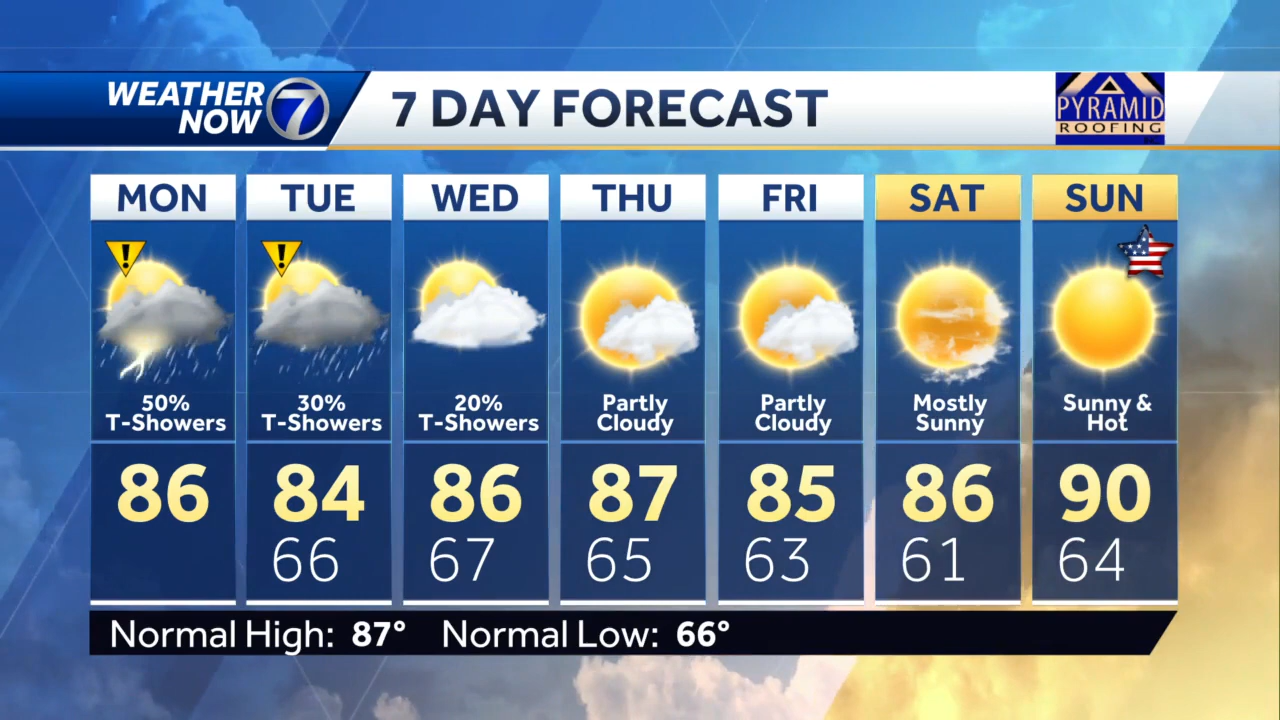 WEATHER
NOW 7
7 DAY FORECAST
PYRAMID
ROOFING
MON TUE WED THU FRI SAT SUN
! !
50% 30% 20% Partly Partly Mostly Sunny &
T-Showers T-Showers T-Showers Cloudy Cloudy Sunny Hot
86 84 86 87 85 86 90
66 67 65 63 61 64
Normal High: 87° Normal Low: 66°